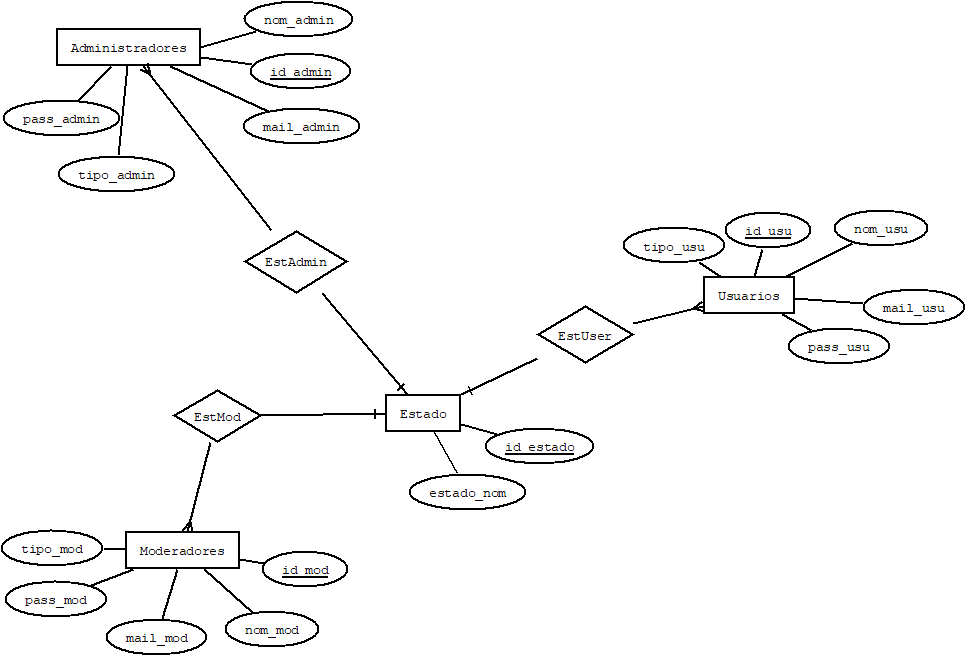 nom_admin
Administradores
id_admin
pass_admin
mail_admin
tipo_admin
id_usu
nom_usu
tipo_usu
EstAdmin
Usuarios
mail_usu
EstUser
pass_usu
Estado
EstMod
id_estado
estado_nom
tipo_mod
Moderadores
id_mod
pass_mod
nom_mod
mail_mod